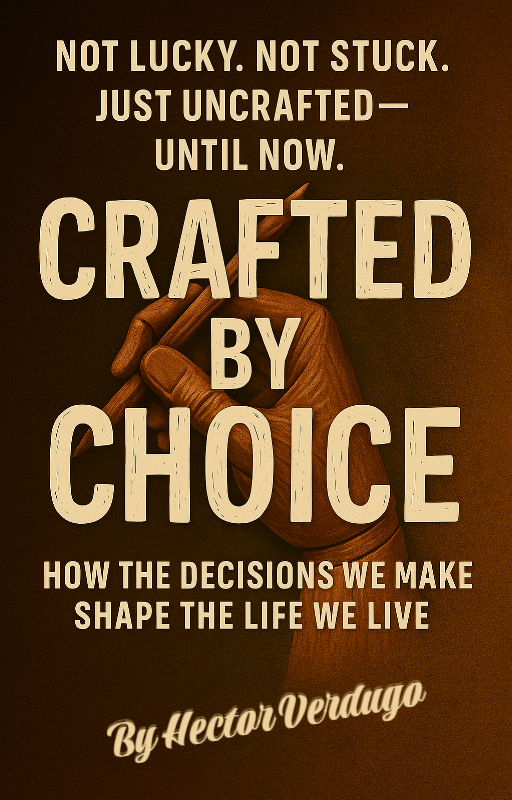 NOT LUCKY. NOT STUCK.
JUST UNCRAFTED—
UNTIL NOW.
CRAFTED
BY
CHOICE
HOW THE DECISIONS WE MAKE
SHAPE THE LIFE WE LIVE
By Hector Verdugo